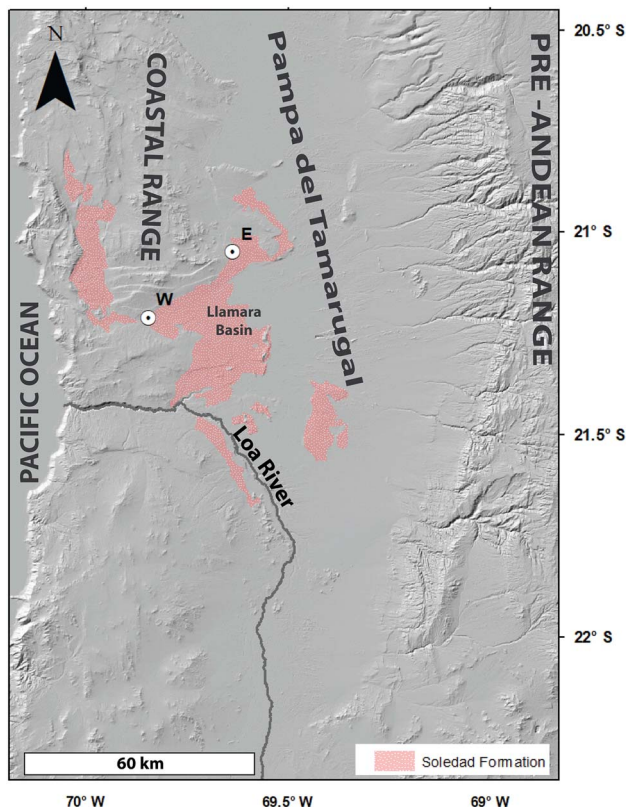 20.5° S
N
COASTAL RANGE
Pampa del Tamarugal
PRE -ANDEAN RANGE
21° S
E
W
Llamara
Basin
PACIFIC OCEAN
21.5° S
Loa River
22° S
60 km
Soledad Formation
70° W
69.5° W
69° W